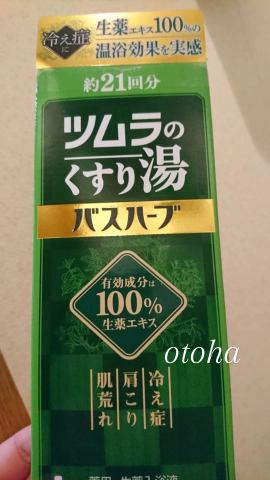 冷え症に
生薬エキス100%の
温浴効果を実感
約21回分
ツムラの
くすり湯
バスハーブ
有効成分は
100%
生薬エキス
冷え症
肩こり
肌荒れ
otoha